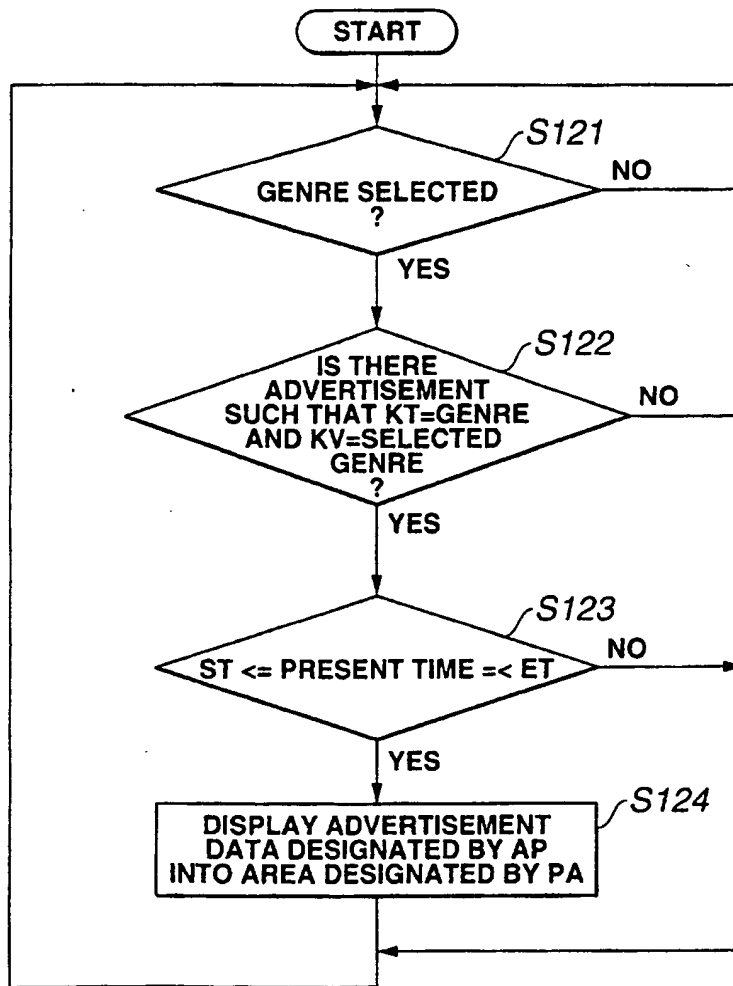 START
S121
GENRE SELECTED
?
NO
YES
S122
IS THERE
ADVERTISEMENT
SUCH THAT KT=GENRE
AND KV=SELECTED
GENRE
?
NO
YES
S123
ST <= PRESENT TIME =< ET
NO
YES
S124
DISPLAY ADVERTISEMENT
DATA DESIGNATED BY AP
INTO AREA DESIGNATED BY PA